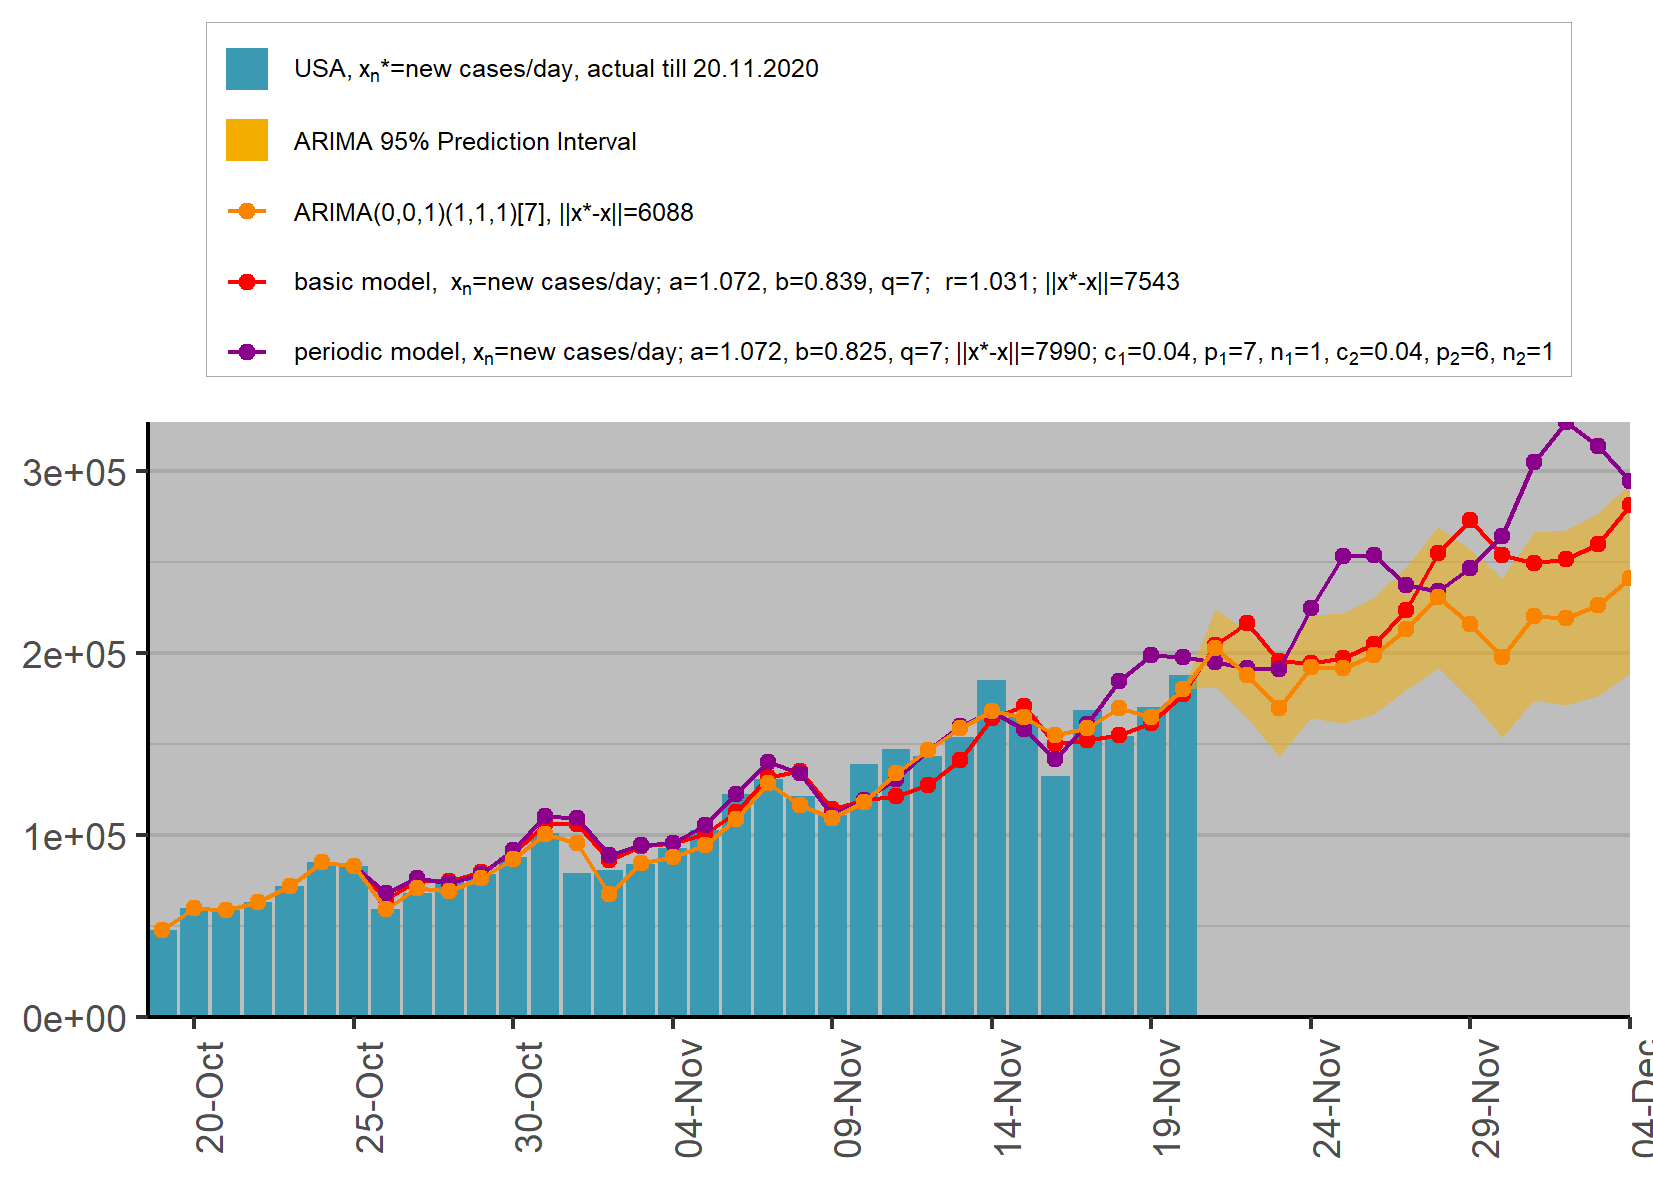 USA, xₙ*=new cases/day, actual till 20.11.2020
ARIMA 95% Prediction Interval
ARIMA(0,0,1)(1,1,1)[7], ||x*-x||=6088
basic model, xₙ=new cases/day; a=1.072, b=0.839, q=7; r=1.031; ||x*-x||=7543
periodic model, xₙ=new cases/day; a=1.072, b=0.825, q=7; ||x*-x||=7990; c₁=0.04, p₁=7, n₁=1, c₂=0.04, p₂=6, n₂=1
3e+05
2e+05
1e+05
0e+00
20-Oct
25-Oct
30-Oct
04-Nov
09-Nov
14-Nov
19-Nov
24-Nov
29-Nov
04-Dec